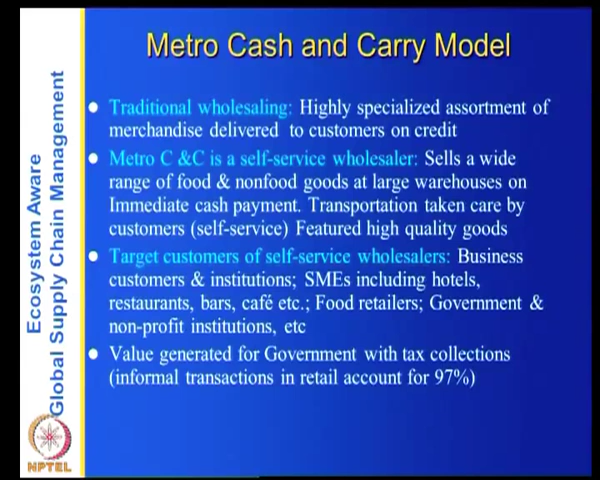 Metro Cash and Carry Model
Traditional wholesaling: Highly specialized assortment of
merchandise delivered to customers on credit
Metro C &C is a self-service wholesaler: Sells a wide
range of food & nonfood goods at large warehouses on
Immediate cash payment. Transportation taken care by
customers (self-service) Featured high quality goods
Target customers of self-service wholesalers: Business
customers & institutions; SMEs including hotels,
restaurants, bars, café etc.; Food retailers; Government &
non-profit institutions, etc
Value generated for Government with tax collections
(informal transactions in retail account for 97%)
Ecosystem Aware
Global Supply Chain Management
NPTEL